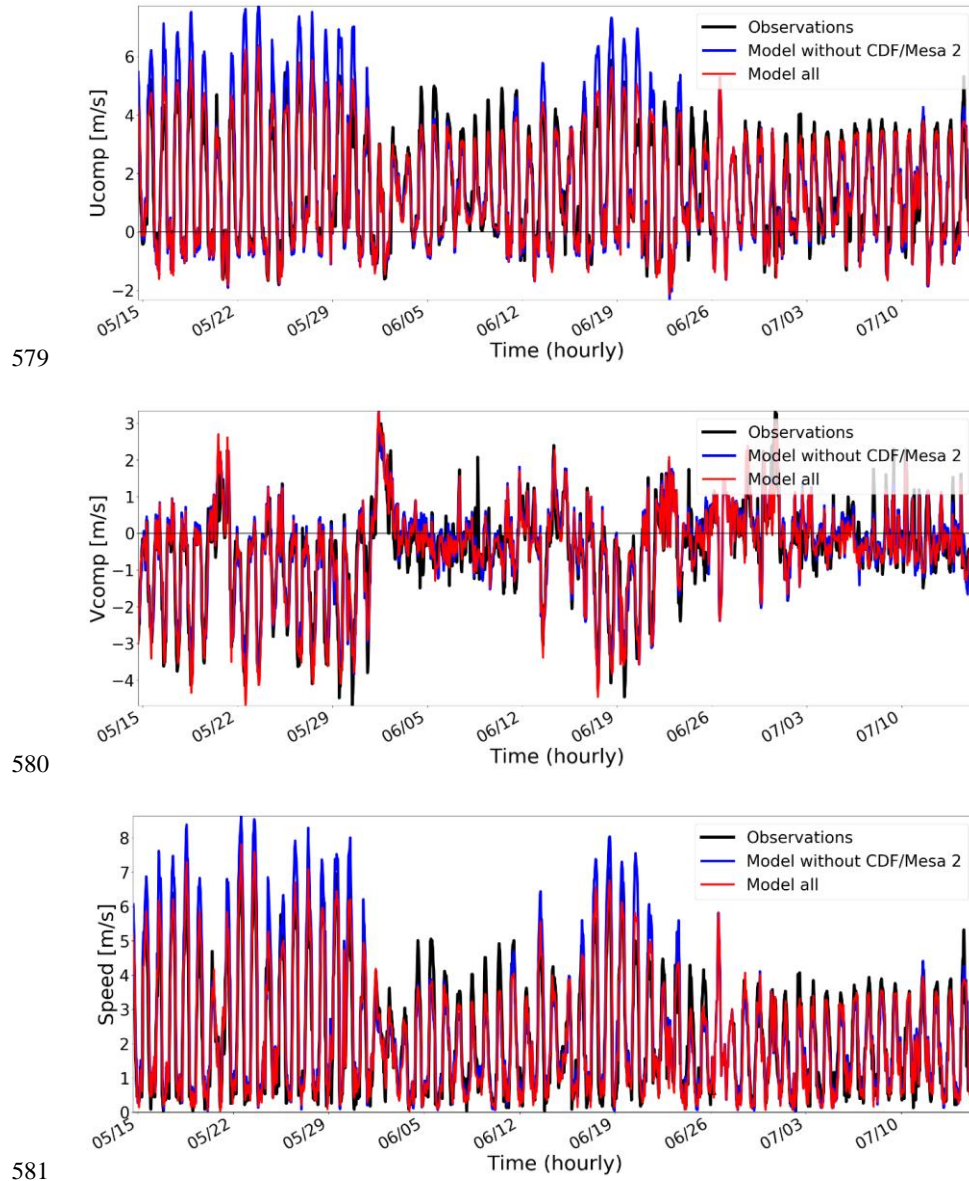 Ucomp [m/s]
6
4
2
0
−2
Observations
Model without CDF/Mesa 2
Model all
05/15 05/22 05/29 06/05 06/12 06/19 06/26 07/03 07/10
Time (hourly)
579
Vcomp [m/s]
3
2
1
0
−1
−2
−3
−4
Observations
Model without CDF/Mesa 2
Model all
05/15 05/22 05/29 06/05 06/12 06/19 06/26 07/03 07/10
Time (hourly)
580
Speed [m/s]
8
7
6
5
4
3
2
1
0
Observations
Model without CDF/Mesa 2
Model all
05/15 05/22 05/29 06/05 06/12 06/19 06/26 07/03 07/10
Time (hourly)
581